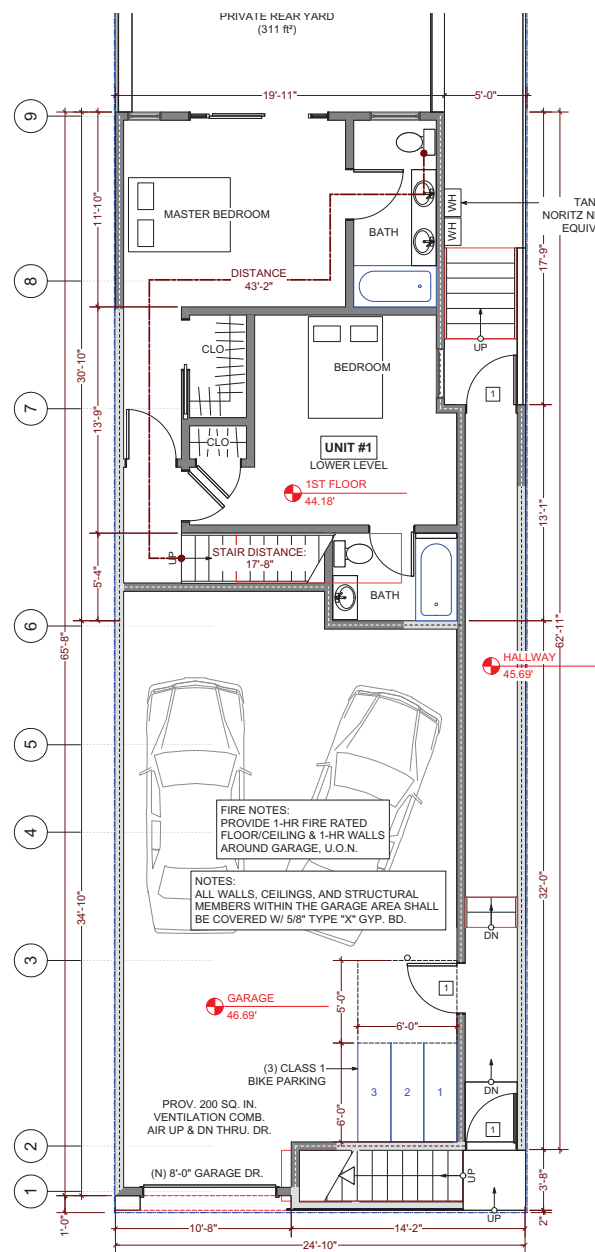 PRIVATE REAR YARD
(311 ft²)
19'-11"
5'-0"
9
MASTER BEDROOM
BATH
WH
WH
TAN
NORITZ N
EQUIV
11'-10"
17'-9"
DISTANCE
43'-2"
8
UP
30'-10"
CLO
BEDROOM
7
13'-9"
1
CLO
UNIT #1
LOWER LEVEL
1ST FLOOR
44.18'
13'-1"
UP
STAIR DISTANCE:
17'-8"
5'-4"
BATH
6
65'-8"
62'-11"
HALLWAY
45.69'
5
4
FIRE NOTES:
PROVIDE 1-HR FIRE RATED
FLOOR/CEILING & 1-HR WALLS
AROUND GARAGE, U.O.N.
NOTES:
ALL WALLS, CEILINGS, AND STRUCTURAL
MEMBERS WITHIN THE GARAGE AREA SHALL
BE COVERED W/ 5/8" TYPE "X" GYP. BD.
34'-10"
32'-0"
DN
3
1
GARAGE
46.69'
5'-0"
6'-0"
(3) CLASS 1
BIKE PARKING
3
2
1
6'-0"
DN
PROV. 200 SQ. IN.
VENTILATION COMB.
AIR UP & DN THRU. DR.
1
2
(N) 8'-0" GARAGE DR.
UP
1
3'-8"
1'-0"
UP
2"
10'-8"
14'-2"
24'-10"